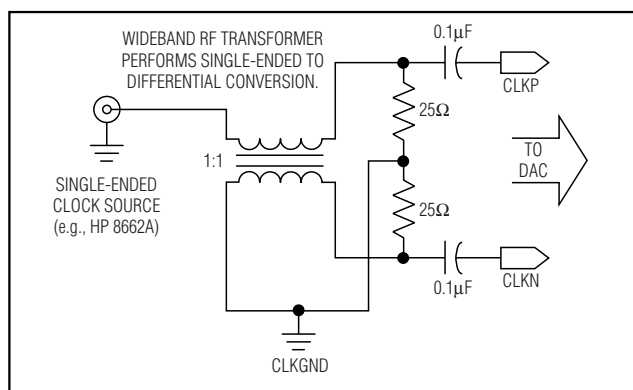 WIDEBAND RF TRANSFORMER
PERFORMS SINGLE-ENDED TO
DIFFERENTIAL CONVERSION.
0.1μF
CLKP
25Ω
1:1
TO
DAC
SINGLE-ENDED
CLOCK SOURCE
(e.g., HP 8662A)
25Ω
0.1μF
CLKN
CLKGND